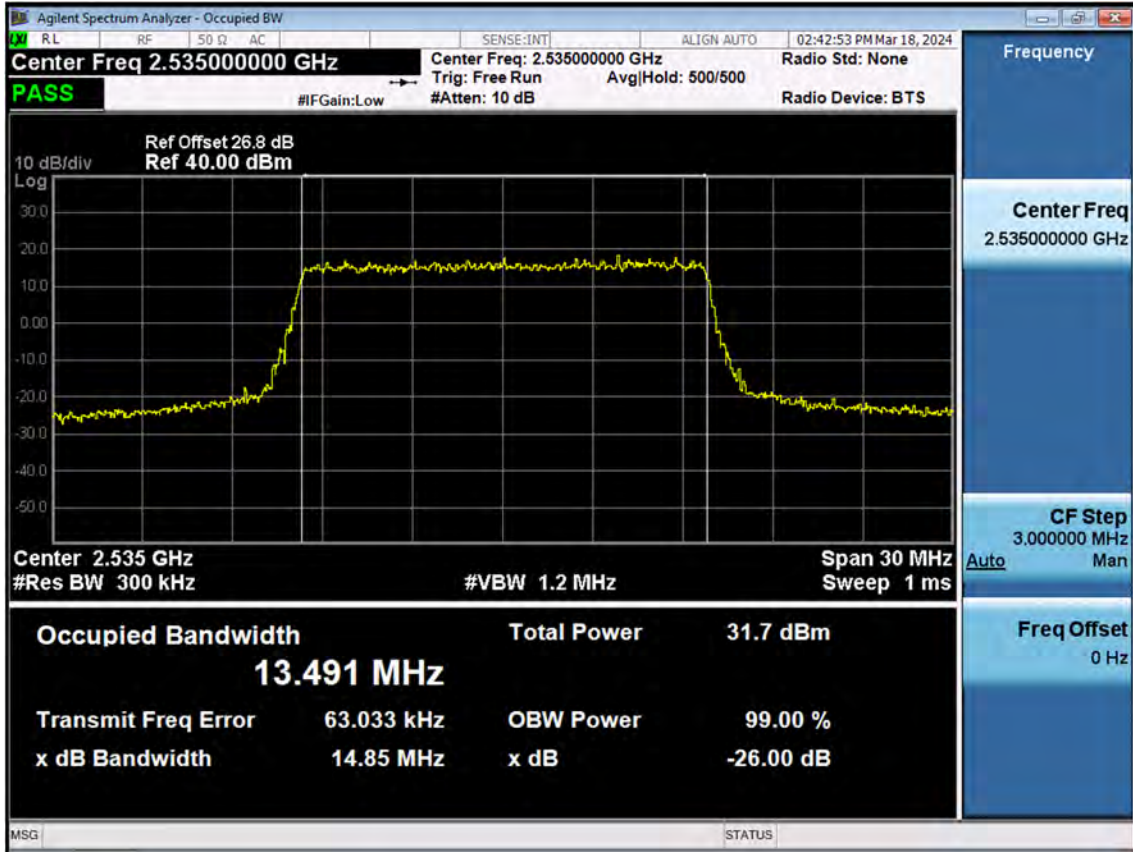 Agilent Spectrum Analyzer - Occupied BW
LXI RL RF 50 Ω AC SENSE:INT ALIGN AUTO 02:42:53 PM Mar 18, 2024
Center Freq 2.535000000 GHz
PASS
#IFGain:Low
Center Freq: 2.535000000 GHz
Trig: Free Run Avg|Hold: 500/500
#Atten: 10 dB
Radio Std: None
Radio Device: BTS
Ref Offset 26.8 dB
10 dB/div Ref 40.00 dBm
Log
30.0
20.0
10.0
0.00
-10.0
-20.0
-30.0
-40.0
-50.0
Center 2.535 GHz Span 30 MHz
#Res BW 300 kHz #VBW 1.2 MHz Sweep 1 ms
Occupied Bandwidth Total Power 31.7 dBm
13.491 MHz
Transmit Freq Error 63.033 kHz OBW Power 99.00 %
x dB Bandwidth 14.85 MHz x dB -26.00 dB
Frequency
Center Freq
2.535000000 GHz
CF Step
3.000000 MHz
Auto Man
Freq Offset
0 Hz
MSG STATUS